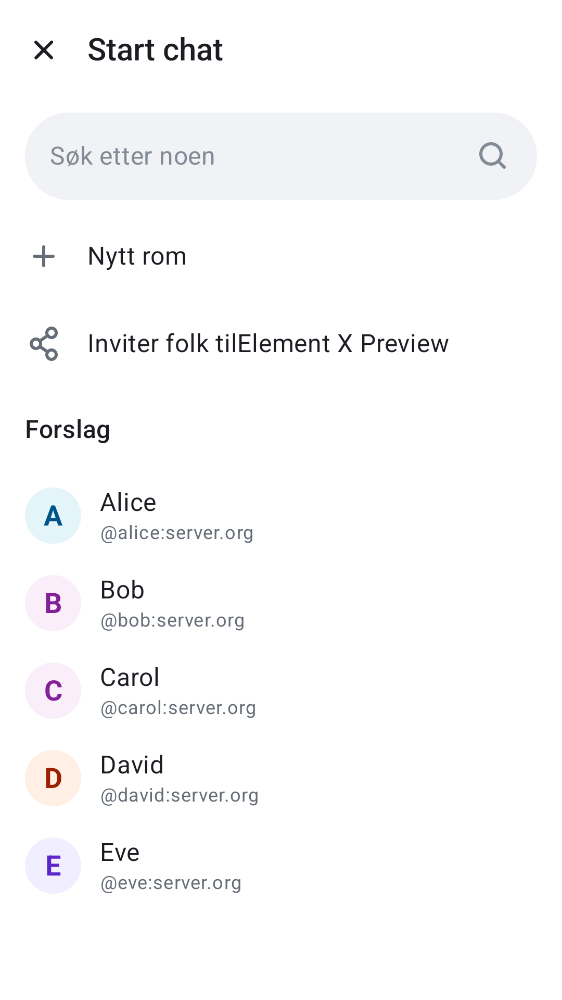 Start chat
Søk etter noen
Nytt rom
Inviter folk tilElement X Preview
Forslag
A
Alice
@alice:server.org
B
Bob
@bob:server.org
C
Carol
@carol:server.org
D
David
@david:server.org
E
Eve
@eve:server.org